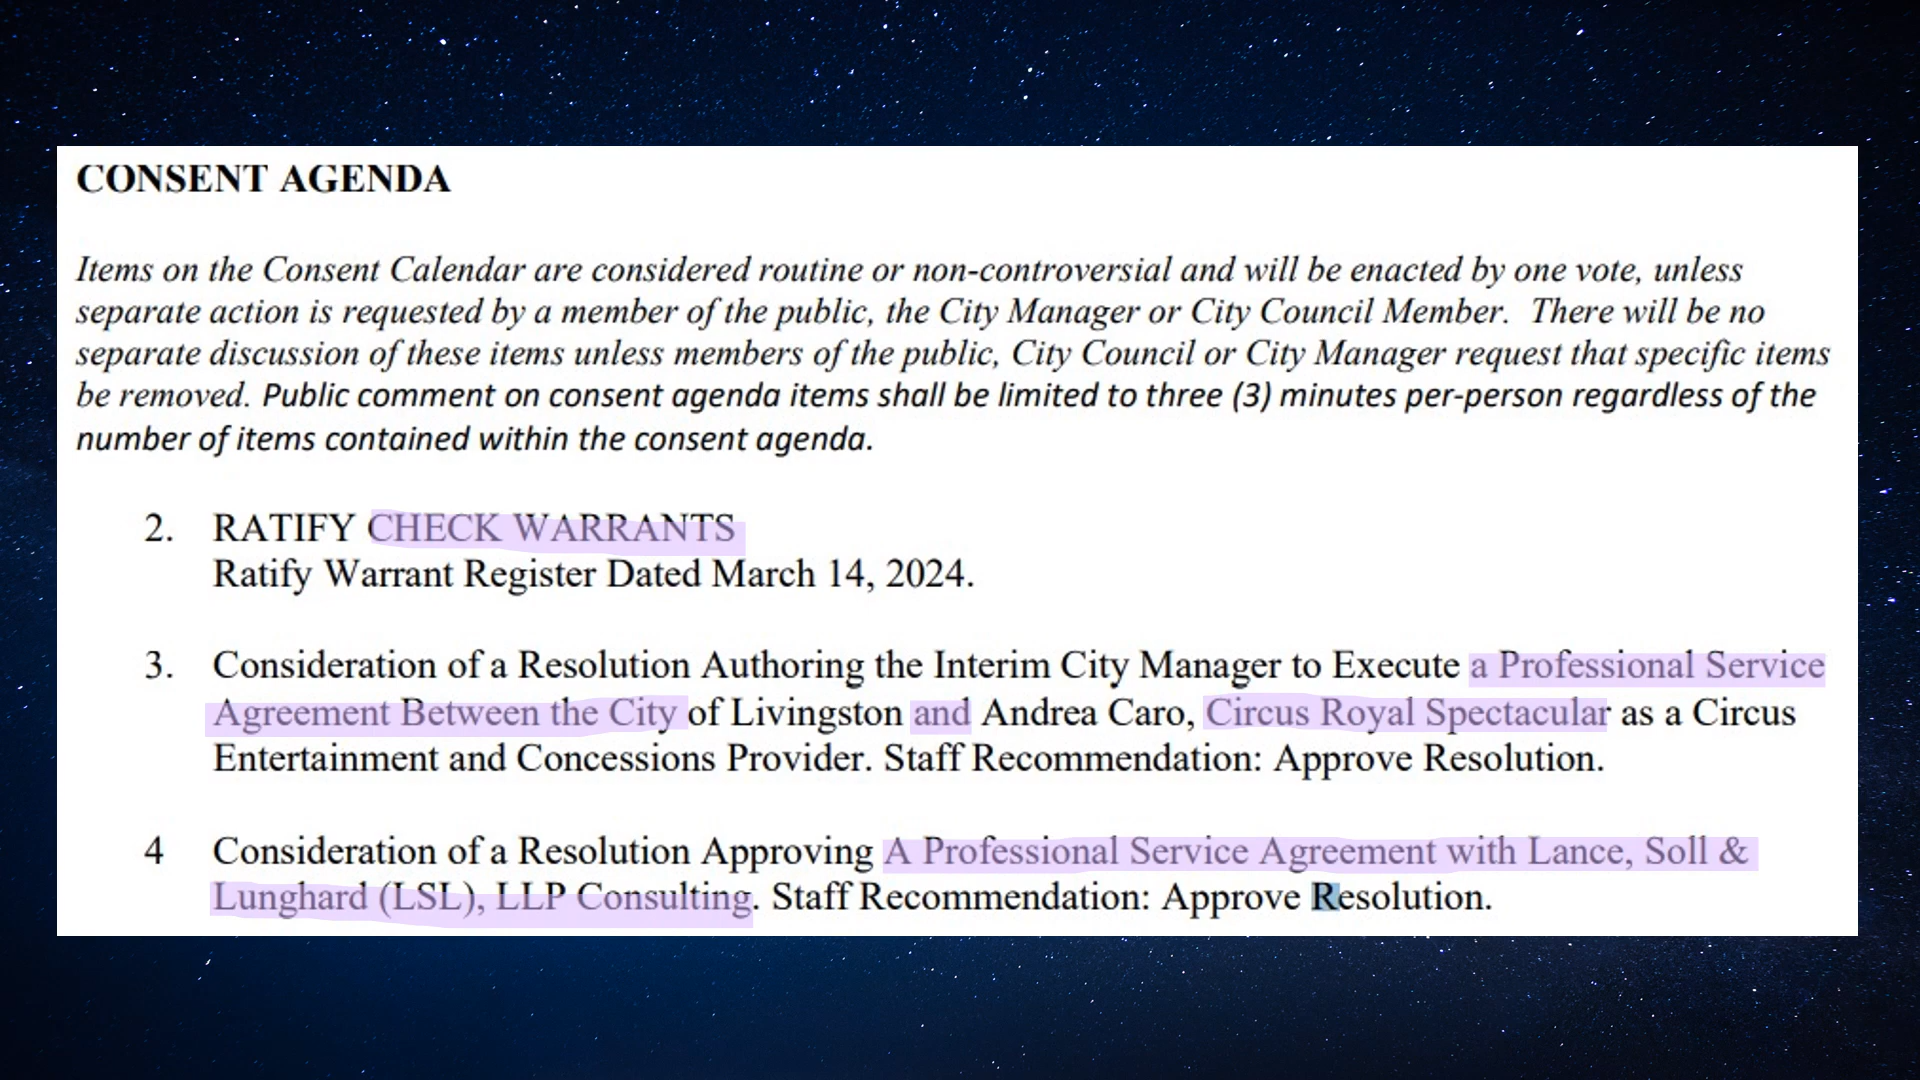 CONSENT AGENDA
Items on the Consent Calendar are considered routine or non-controversial and will be enacted by one vote, unless
separate action is requested by a member of the public, the City Manager or City Council Member.  There will be no
separate discussion of these items unless members of the public, City Council or City Manager request that specific items
be removed. Public comment on consent agenda items shall be limited to three (3) minutes per-person regardless of the
number of items contained within the consent agenda.
2. RATIFY CHECK WARRANTS
Ratify Warrant Register Dated March 14, 2024.
3. Consideration of a Resolution Authoring the Interim City Manager to Execute a Professional Service
Agreement Between the City of Livingston and Andrea Caro, Circus Royal Spectacular as a Circus
Entertainment and Concessions Provider. Staff Recommendation: Approve Resolution.
4 Consideration of a Resolution Approving A Professional Service Agreement with Lance, Soll &
Lunghard (LSL), LLP Consulting. Staff Recommendation: Approve Resolution.